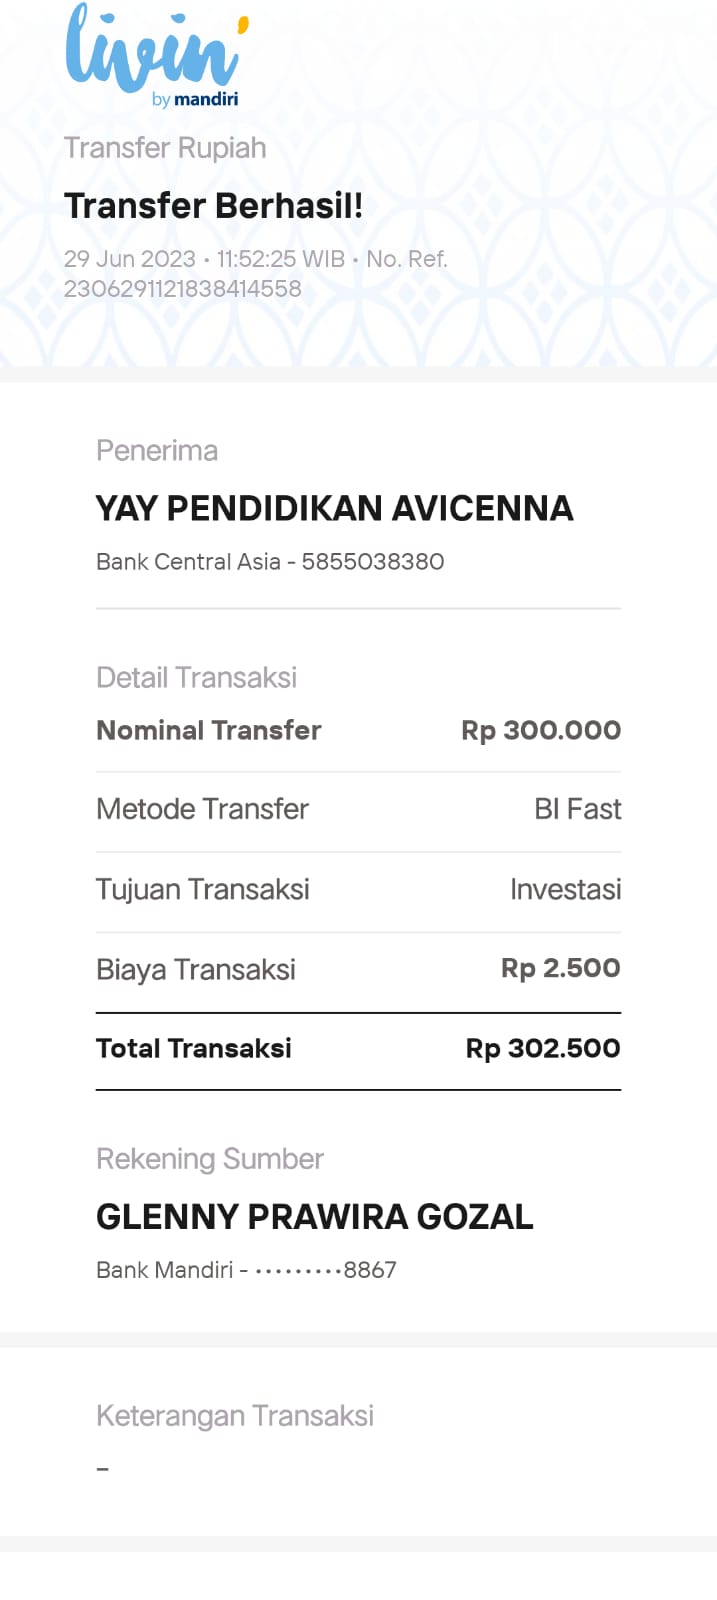 livin'
by mandiri
Transfer Rupiah
Transfer Berhasil!
29 Jun 2023 • 11:52:25 WIB • No. Ref.
2306291121838414558
Penerima
YAY PENDIDIKAN AVICENNA
Bank Central Asia - 5855038380
Detail Transaksi
Nominal Transfer Rp 300.000
Metode Transfer BI Fast
Tujuan Transaksi Investasi
Biaya Transaksi Rp 2.500
Total Transaksi Rp 302.500
Rekening Sumber
GLENNY PRAWIRA GOZAL
Bank Mandiri - •••••••••8867
Keterangan Transaksi
-